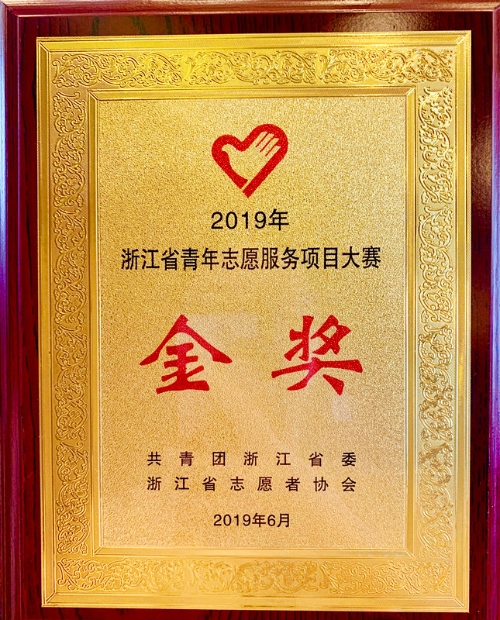 2019年
浙江省青年志愿服务项目大赛
金奖
共青团浙江省委
浙江省志愿者协会
2019年6月